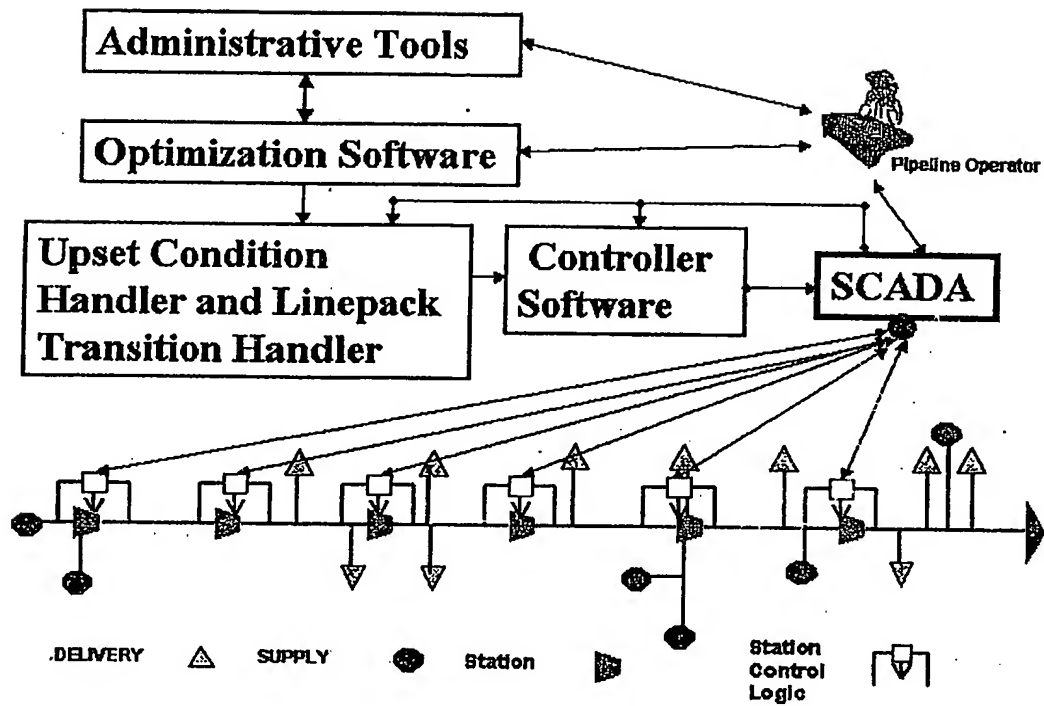 Administrative Tools
Optimization Software
Pipeline Operator
Upset Condition
Handler and Linepack
Transition Handler
Controller
Software
SCADA
.DELIVERY
SUPPLY
Station
Station
Control
Logic